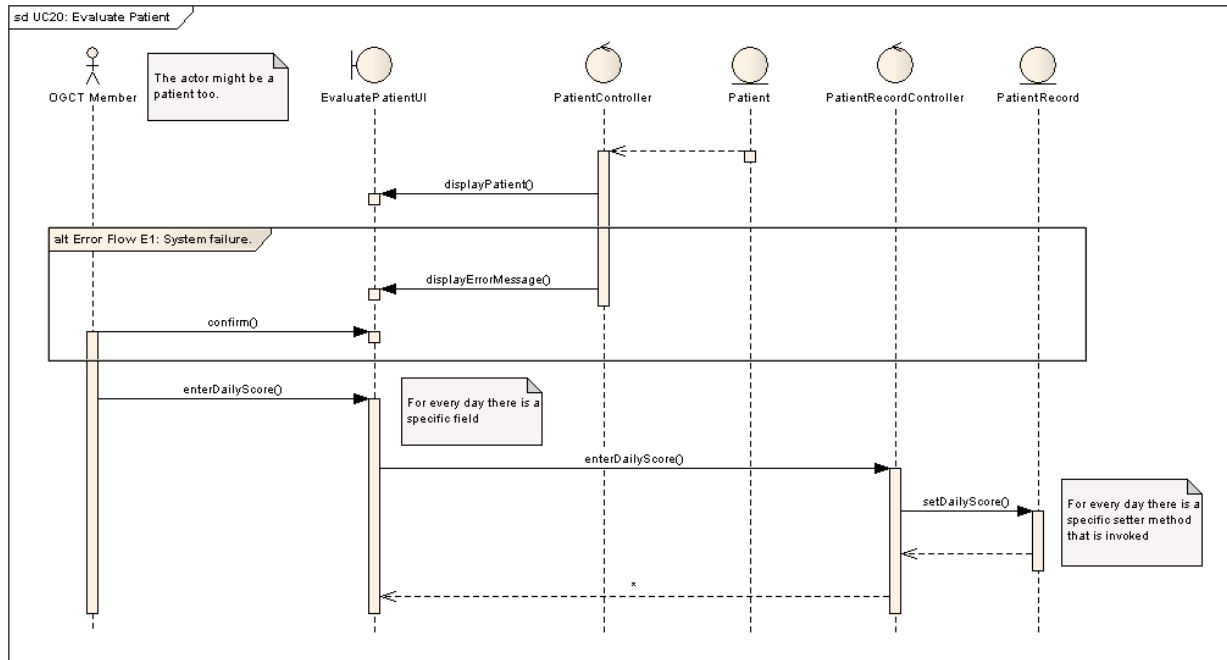 sd UC20: Evaluate Patient
The actor might be a
patient too.
OGCT Member
EvaluatePatientUI
PatientController
Patient
PatientRecordController
PatientRecord
displayPatient()
alt Error Flow E1: System failure.
displayErrorMessage()
confirm()
enterDailyScore()
For every day there is a
specific field
enterDailyScore()
setDailyScore()
For every day there is a
specific setter method
that is invoked
*